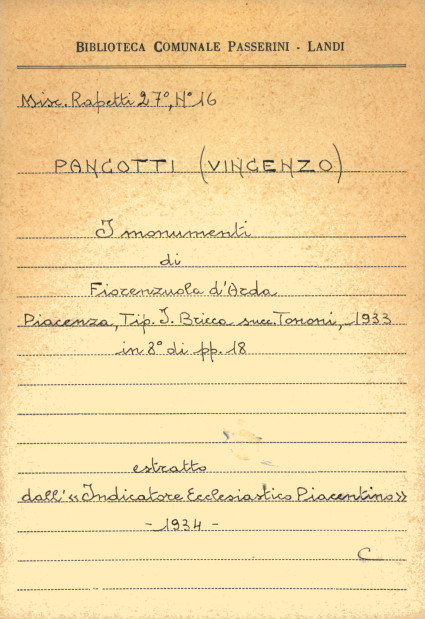 BIBLIOTECA COMUNALE PASSERINI - LANDI
Misc. Rapetti 27°, N° 16
PANCOTTI (VINCENZO)
I monumenti
di
Fiorenzuola d'Arda
Piacenza, Tip. I. Bricca succ. Tononi, 1933
in 8° di pp. 18
estratto
dall'«Indicatore Ecclesiastico Piacentino»
- 1934 -
C